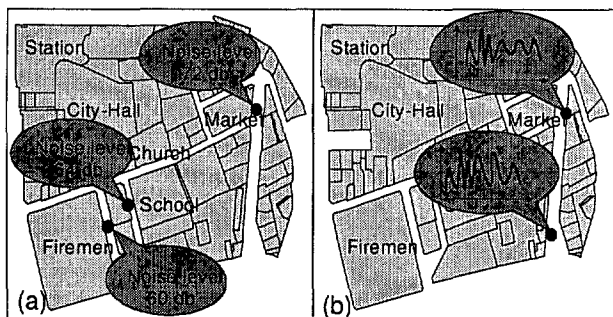 Station
Noise level
72 db
City-Hall
Market
Noise level
Church
School
Firemen
Noise level
60 db
(a)
Station
City-Hall
Market
Firemen
(b)